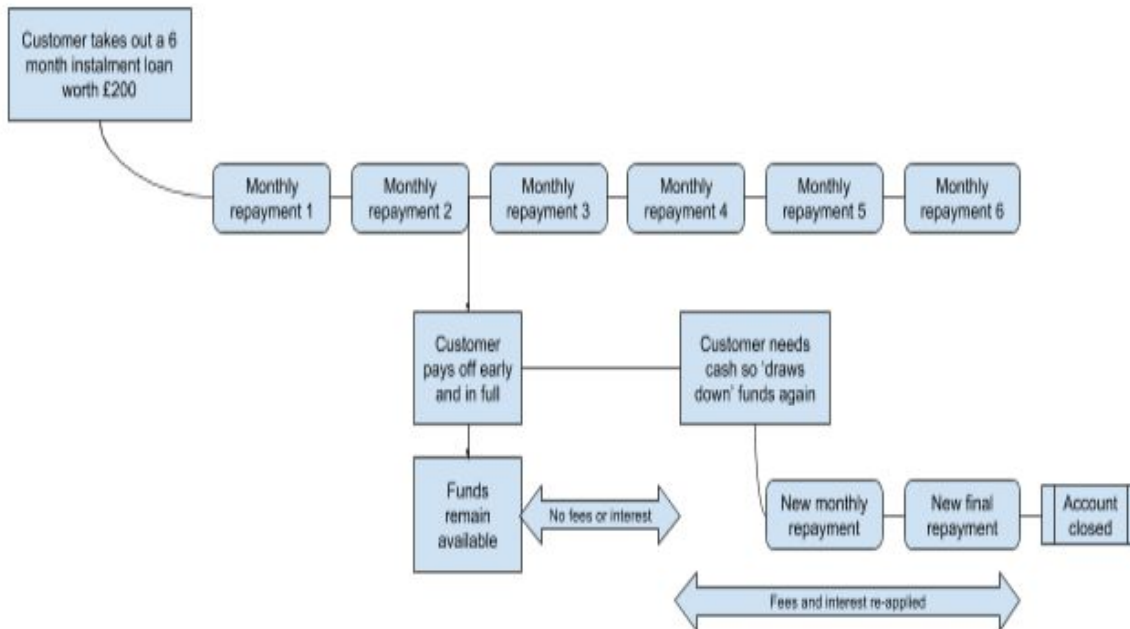 Customer takes out a 6
month instalment loan
worth £200
Monthly
repayment 1
Monthly
repayment 2
Monthly
repayment 3
Monthly
repayment 4
Monthly
repayment 5
Monthly
repayment 6
Customer
pays off early
and in full
Customer needs
cash so 'draws
down' funds again
Funds
remain
available
No fees or interest
New monthly
repayment
New final
repayment
Account
closed
Fees and interest re-applied